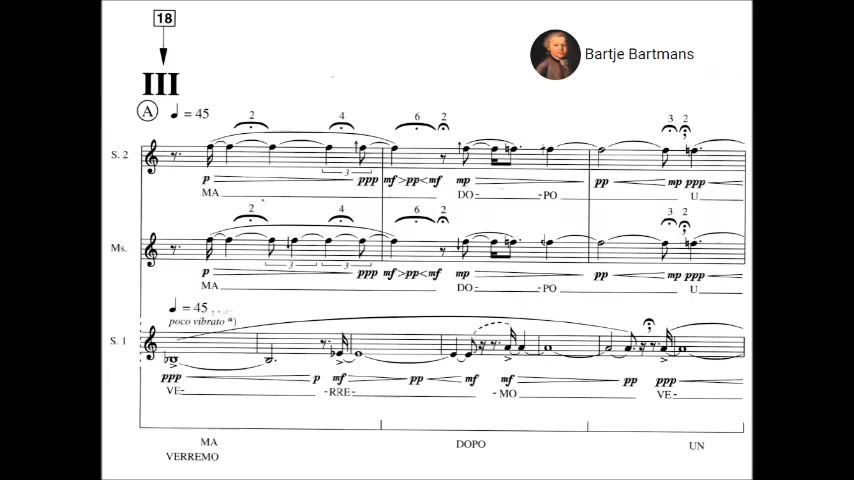 18
III
Bartje Bartmans
A ♩ = 45
2 4 6 2 3 2
S. 2
3
p ppp mf > pp < mf mp pp mp ppp
MA DO- -PO U
2 4 6 2 3 2
Ms.
3 3
p ppp mf > pp < mf mp pp mp ppp
MA DO- -PO U
♩ = 45
poco vibrato *)
S. 1
ppp p mf pp mf mf pp ppp
VE- -RRE- -MO VE-
MA DOPO UN
VERREMO